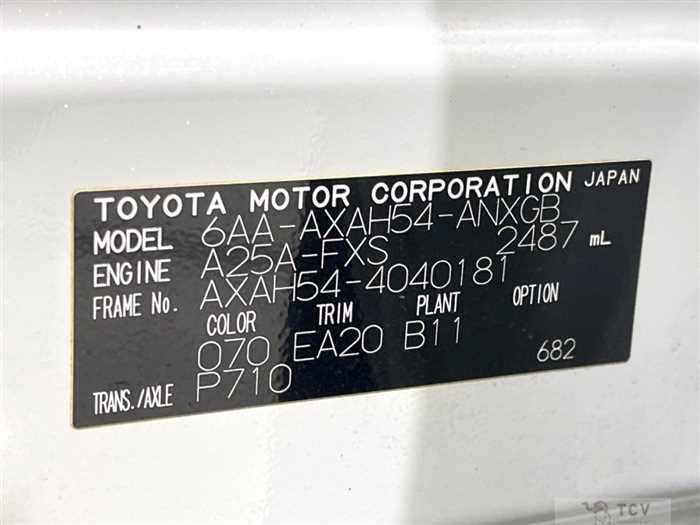 TOYOTA MOTOR CORPORATION JAPAN
MODEL 6AA-AXAH54-ANXGB
ENGINE A25A-FXS 2487 mL
FRAME No. AXAH54-4040181
COLOR TRIM PLANT OPTION
070 EA20 B11
TRANS./AXLE P710 682
TCV